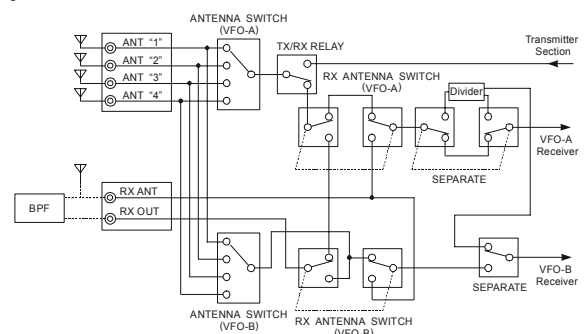 ANTENNA SWITCH
(VFO-A)
ANT “1”
ANT “2”
ANT “3”
ANT “4”
TX/RX RELAY
Transmitter
Section
RX ANTENNA SWITCH
(VFO-A)
Divider
VFO-A
Receiver
SEPARATE
RX ANT
RX OUT
BPF
VFO-B
Receiver
SEPARATE
ANTENNA SWITCH
(VFO-B)
RX ANTENNA SWITCH
(VFO-B)